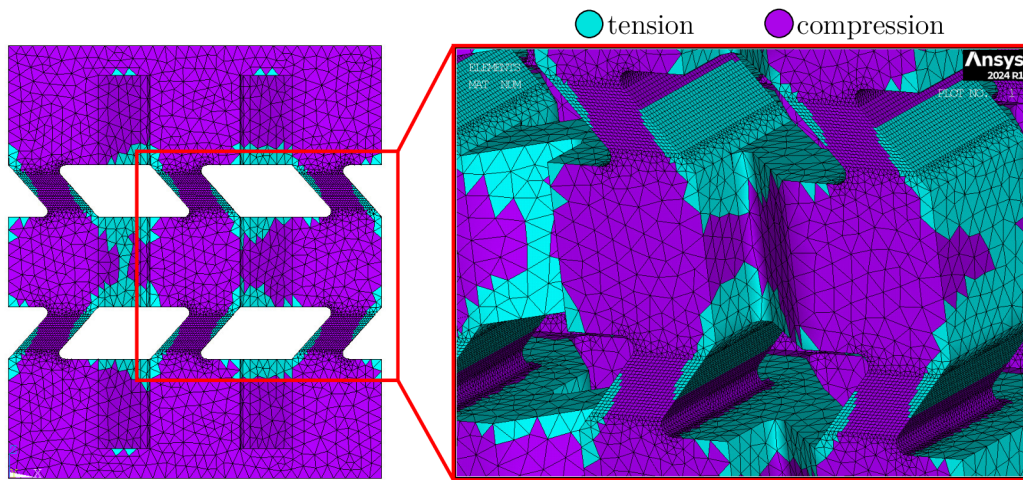 tension
compression
ELEMENTS
MAT NUM
Ansys
2024 R1
PLOT NO. 1
X